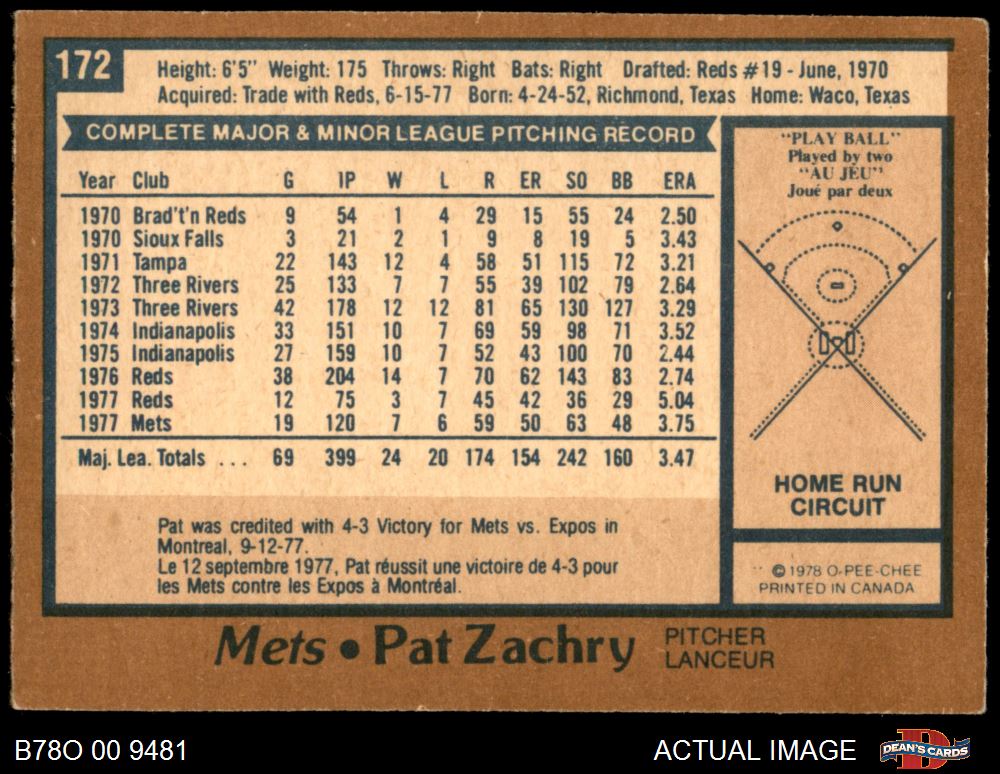 172
Height: 6'5" Weight: 175 Throws: Right Bats: Right Drafted: Reds #19 - June, 1970
Acquired: Trade with Reds, 6-15-77 Born: 4-24-52, Richmond, Texas Home: Waco, Texas
COMPLETE MAJOR & MINOR LEAGUE PITCHING RECORD
Year Club G IP W L R ER SO BB ERA
1970 Brad't'n Reds 9 54 1 4 29 15 55 24 2.50
1970 Sioux Falls 3 21 2 1 9 8 19 5 3.43
1971 Tampa 22 143 12 4 58 51 115 72 3.21
1972 Three Rivers 25 133 7 7 55 39 102 79 2.64
1973 Three Rivers 42 178 12 12 81 65 130 127 3.29
1974 Indianapolis 33 151 10 7 69 59 98 71 3.52
1975 Indianapolis 27 159 10 7 52 43 100 70 2.44
1976 Reds 38 204 14 7 70 62 143 83 2.74
1977 Reds 12 75 3 7 45 42 36 29 5.04
1977 Mets 19 120 7 6 59 50 63 48 3.75
Maj. Lea. Totals ... 69 399 24 20 174 154 242 160 3.47
Pat was credited with 4-3 Victory for Mets vs. Expos in
Montreal, 9-12-77.
Le 12 septembre 1977, Pat réussit une victoire de 4-3 pour
les Mets contre les Expos à Montréal.
"PLAY BALL"
Played by two
"AU JEU"
Joué par deux
HOME RUN
CIRCUIT
© 1978 O-PEE-CHEE
PRINTED IN CANADA
Mets • Pat Zachry
PITCHER
LANCEUR
B78O 00 9481
ACTUAL IMAGE
DEAN'S CARDS